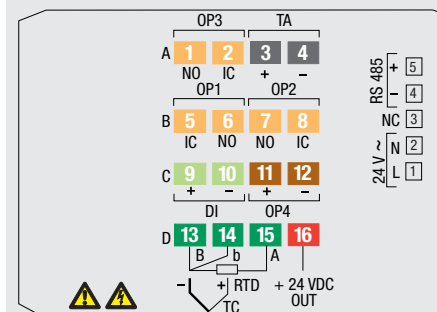 OP3 TA
A 1 2 3 4
NO IC + −
OP1 OP2
B 5 6 7 8
IC NO NO IC
C 9 10 11 12
+ − + −
DI OP4
D 13 14 15 16
B b A
− + RTD + 24 VDC
TC OUT
RS 485 + 5
− 4
NC 3
24 V ~ N 2
L 1